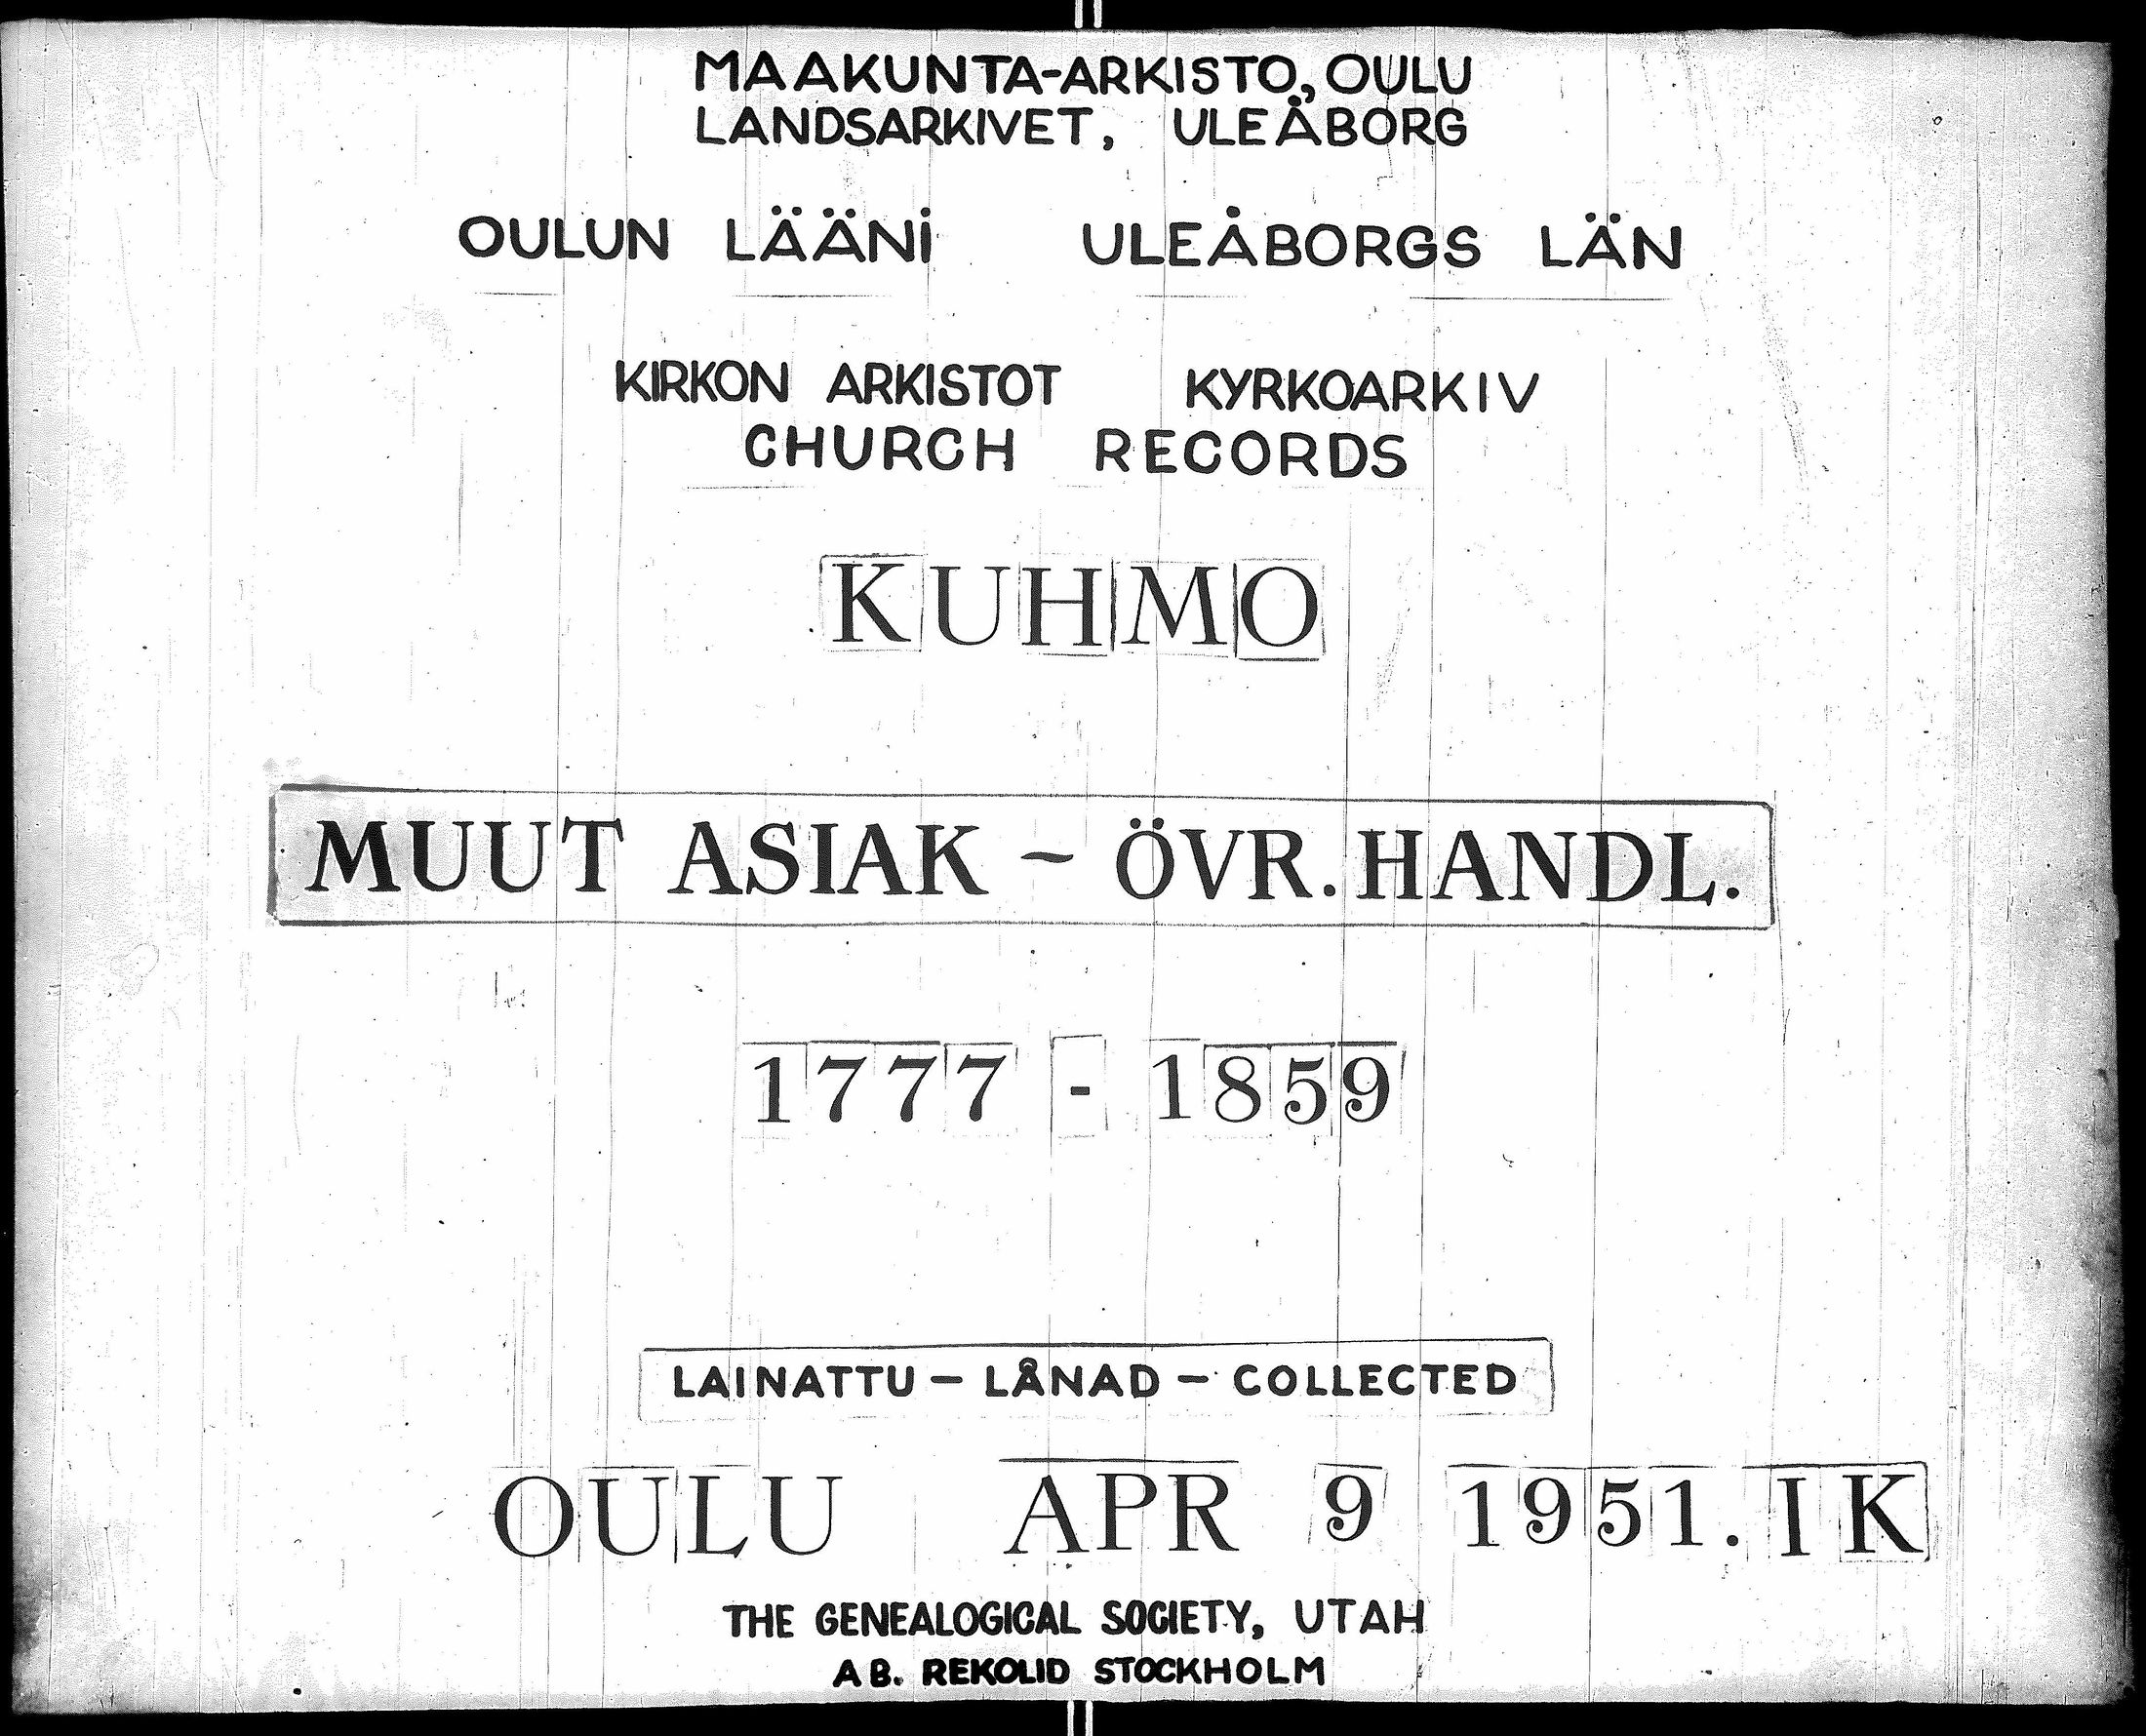 MAAKUNTA-ARKISTO, OULU
LANDSARKIVET, ULEÅBORG
OULUN LÄÄNI ULEÅBORGS LÄN
KIRKON ARKISTOT KYRKOARKIV
CHURCH RECORDS
KUHMO
MUUT ASIAK ~ ÖVR. HANDL.
1777 - 1859
LAINATTU - LÅNAD - COLLECTED
OULU APR 9 1951. IK
THE GENEALOGICAL SOCIETY, UTAH
AB. REKOLID STOCKHOLM